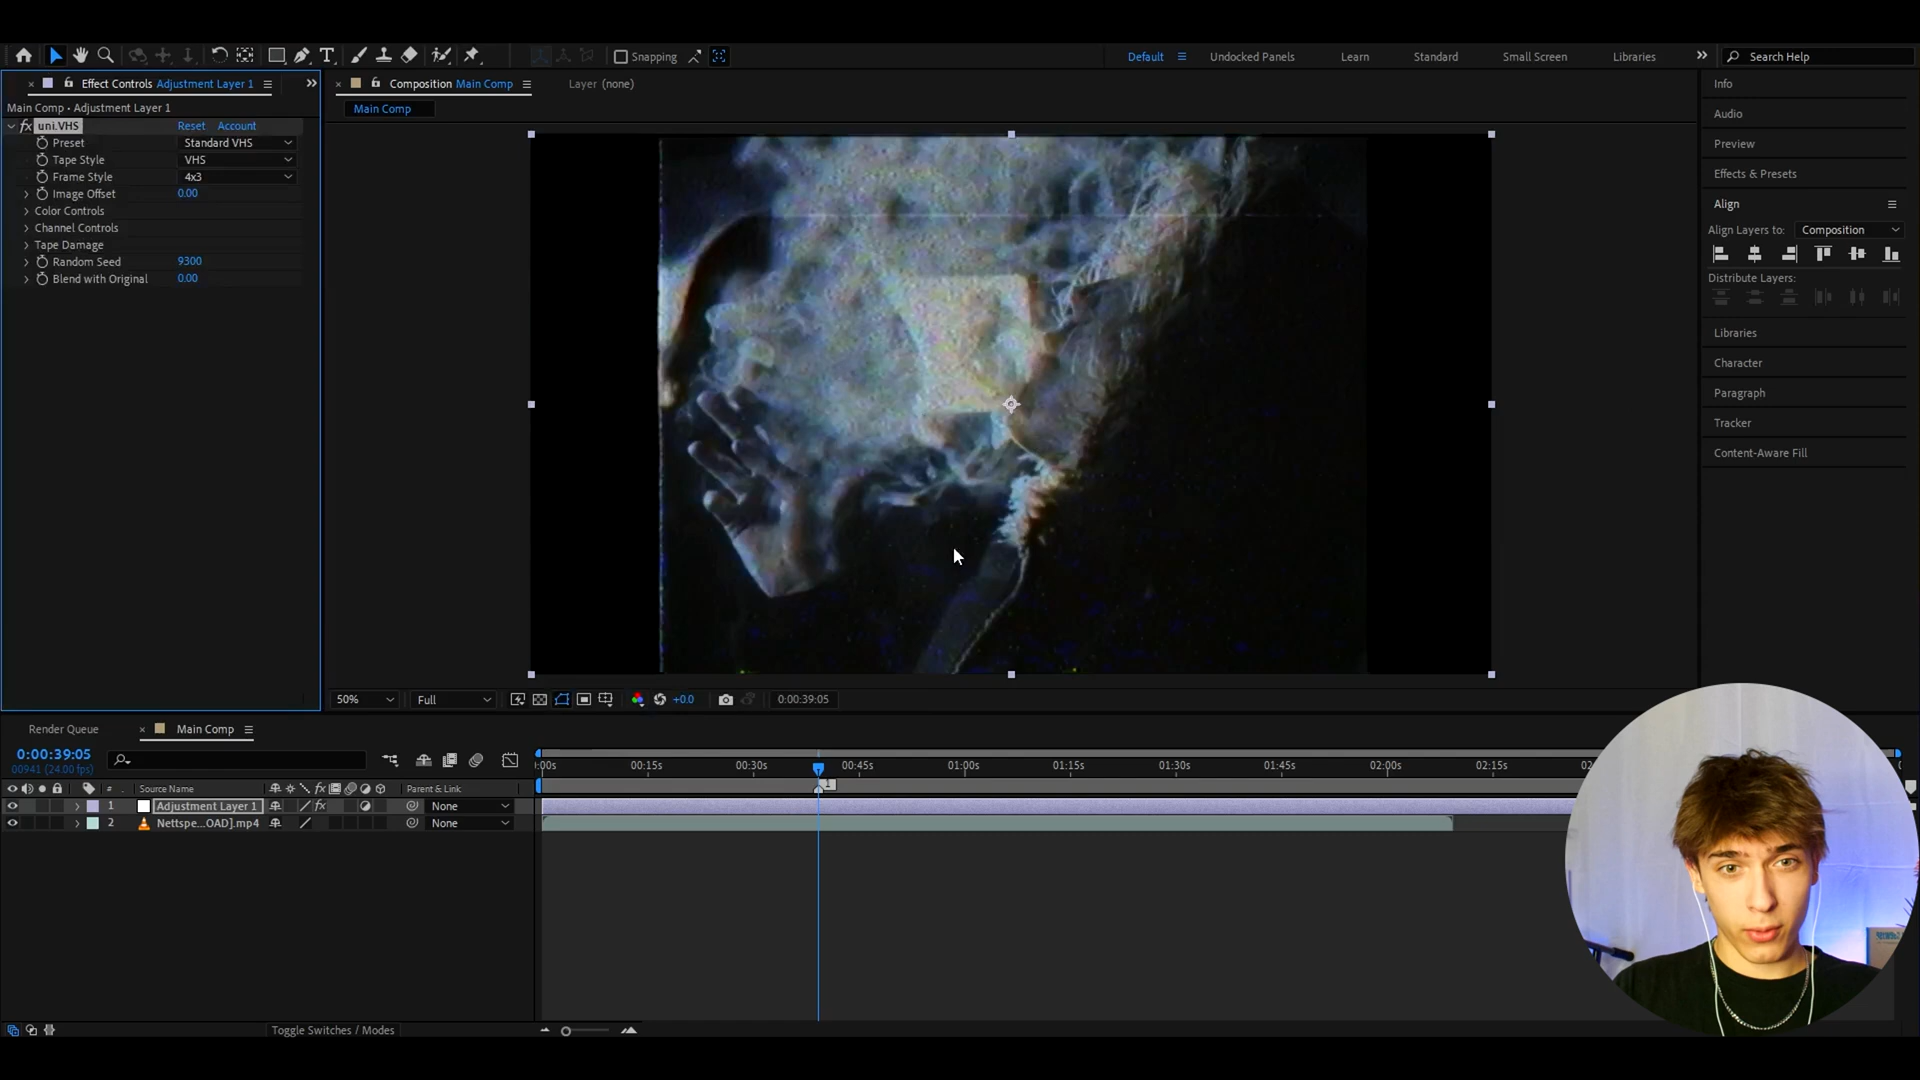 Snapping
Default
Undocked Panels
Learn
Standard
Small Screen
Libraries
Search Help
Effect Controls Adjustment Layer 1
Main Comp • Adjustment Layer 1
fx uni.VHS Reset Account
Preset Standard VHS
Tape Style VHS
Frame Style 4x3
Image Offset 0.00
Color Controls
Channel Controls
Tape Damage
Random Seed 9300
Blend with Original 0.00
Composition Main Comp
Layer (none)
Main Comp
50% Full +0.0 0:00:39:05
Info
Audio
Preview
Effects & Presets
Align
Align Layers to: Composition
Distribute Layers:
Libraries
Character
Paragraph
Tracker
Content-Aware Fill
Render Queue
Main Comp
0:00:39:05
00941 (24.00 fps)
:00s 00:15s 00:30s 00:45s 01:00s 01:15s 01:30s 01:45s 02:00s 02:15s
# Source Name Parent & Link
1 Adjustment Layer 1 fx None
2 Nettspe...OAD].mp4 None
1
Toggle Switches / Modes